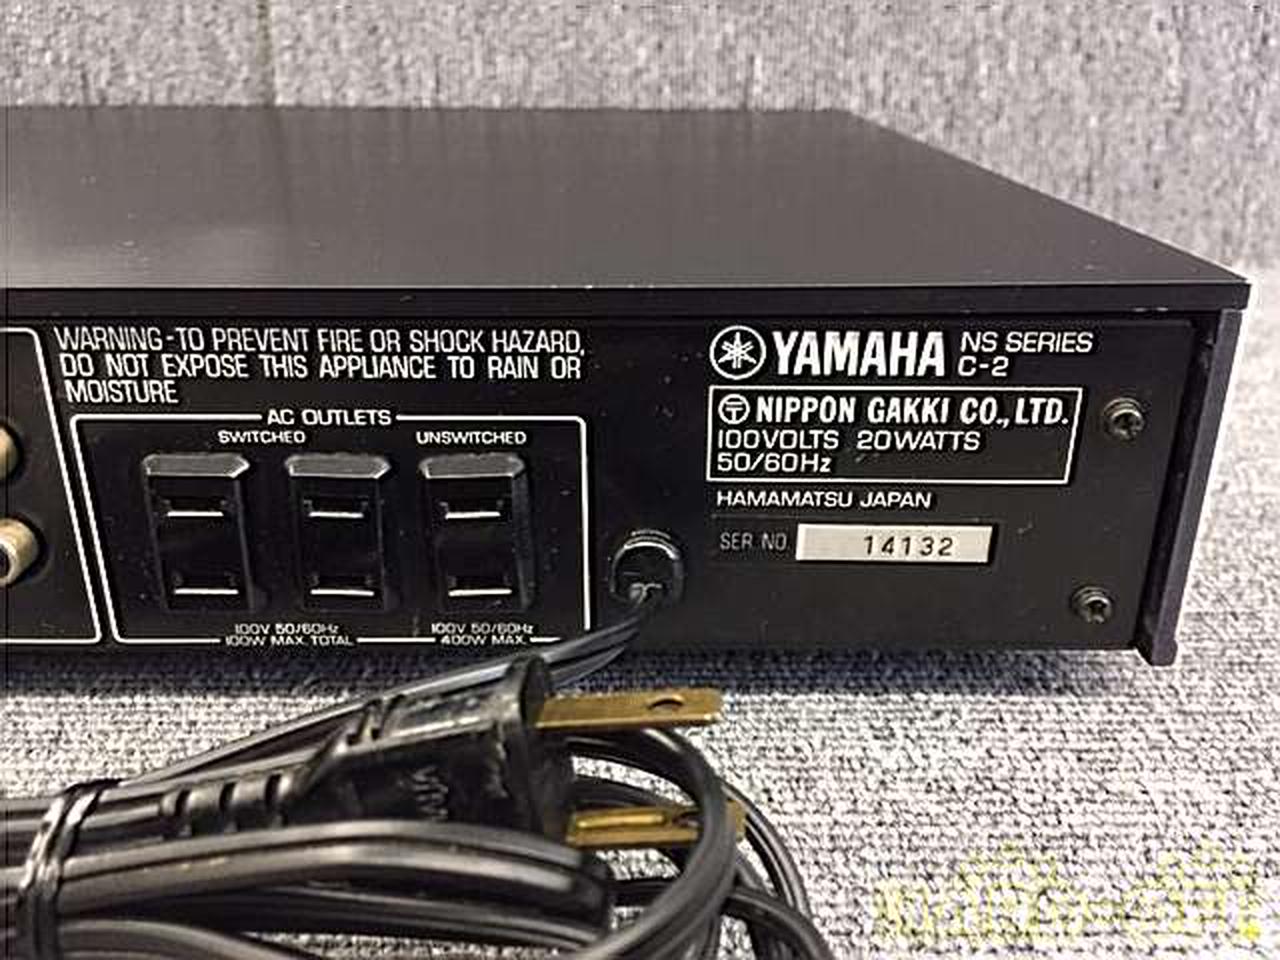 WARNING-TO PREVENT FIRE OR SHOCK HAZARD,
DO NOT EXPOSE THIS APPLIANCE TO RAIN OR
MOISTURE
AC OUTLETS
SWITCHED
UNSWITCHED
100V 50/60Hz
100W MAX. TOTAL
100V 50/60Hz
400W MAX.
YAMAHA NS SERIES
C-2
NIPPON GAKKI CO., LTD.
100VOLTS 20WATTS
50/60Hz
HAMAMATSU JAPAN
SER NO. 14132